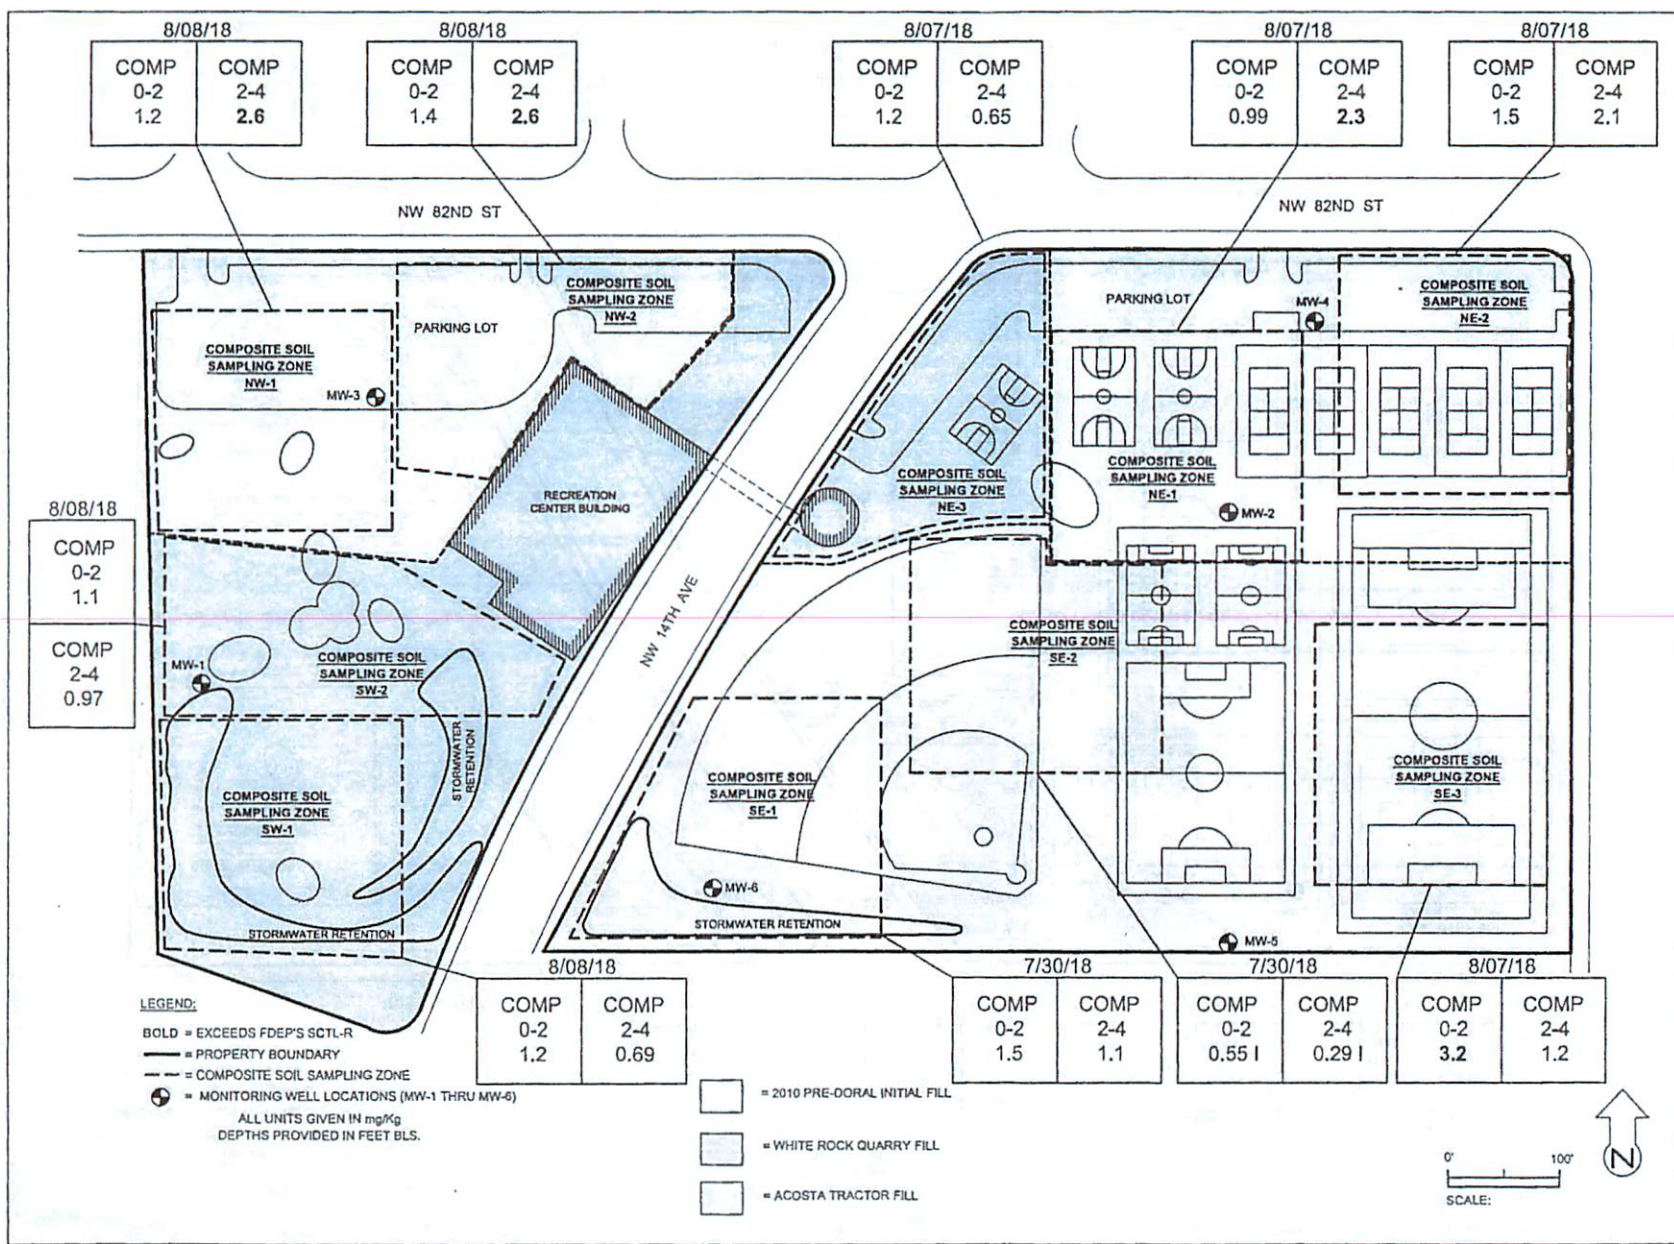 8/08/18
COMP
0-2
1.2
COMP
2-4
2.6
8/08/18
COMP
0-2
1.4
COMP
2-4
2.6
8/07/18
COMP
0-2
1.2
COMP
2-4
0.65
8/07/18
COMP
0-2
0.99
COMP
2-4
2.3
8/07/18
COMP
0-2
1.5
COMP
2-4
2.1
NW 82ND ST
NW 82ND ST
COMPOSITE SOIL
SAMPLING ZONE
NW-1
MW-3
PARKING LOT
COMPOSITE SOIL
SAMPLING ZONE
NW-2
RECREATION
CENTER BUILDING
NW 14TH AVE
COMPOSITE SOIL
SAMPLING ZONE
NE-3
PARKING LOT
MW-4
COMPOSITE SOIL
SAMPLING ZONE
NE-2
COMPOSITE SOIL
SAMPLING ZONE
NE-1
MW-2
8/08/18
COMP
0-2
1.1
COMP
2-4
0.97
MW-1
COMPOSITE SOIL
SAMPLING ZONE
SW-2
STORMWATER
RETENTION
COMPOSITE SOIL
SAMPLING ZONE
SW-1
STORMWATER RETENTION
COMPOSITE SOIL
SAMPLING ZONE
SE-2
COMPOSITE SOIL
SAMPLING ZONE
SE-1
MW-6
STORMWATER RETENTION
COMPOSITE SOIL
SAMPLING ZONE
SE-3
MW-5
8/08/18
COMP
0-2
1.2
COMP
2-4
0.69
7/30/18
COMP
0-2
1.5
COMP
2-4
1.1
7/30/18
COMP
0-2
0.55 I
COMP
2-4
0.29 I
8/07/18
COMP
0-2
3.2
COMP
2-4
1.2
LEGEND:
BOLD = EXCEEDS FDEP'S SCTL-R
= PROPERTY BOUNDARY
= COMPOSITE SOIL SAMPLING ZONE
= MONITORING WELL LOCATIONS (MW-1 THRU MW-6)
ALL UNITS GIVEN IN mg/Kg
DEPTHS PROVIDED IN FEET BLS.
= 2010 PRE-DORAL INITIAL FILL
= WHITE ROCK QUARRY FILL
= ACOSTA TRACTOR FILL
N
0' 100'
SCALE: